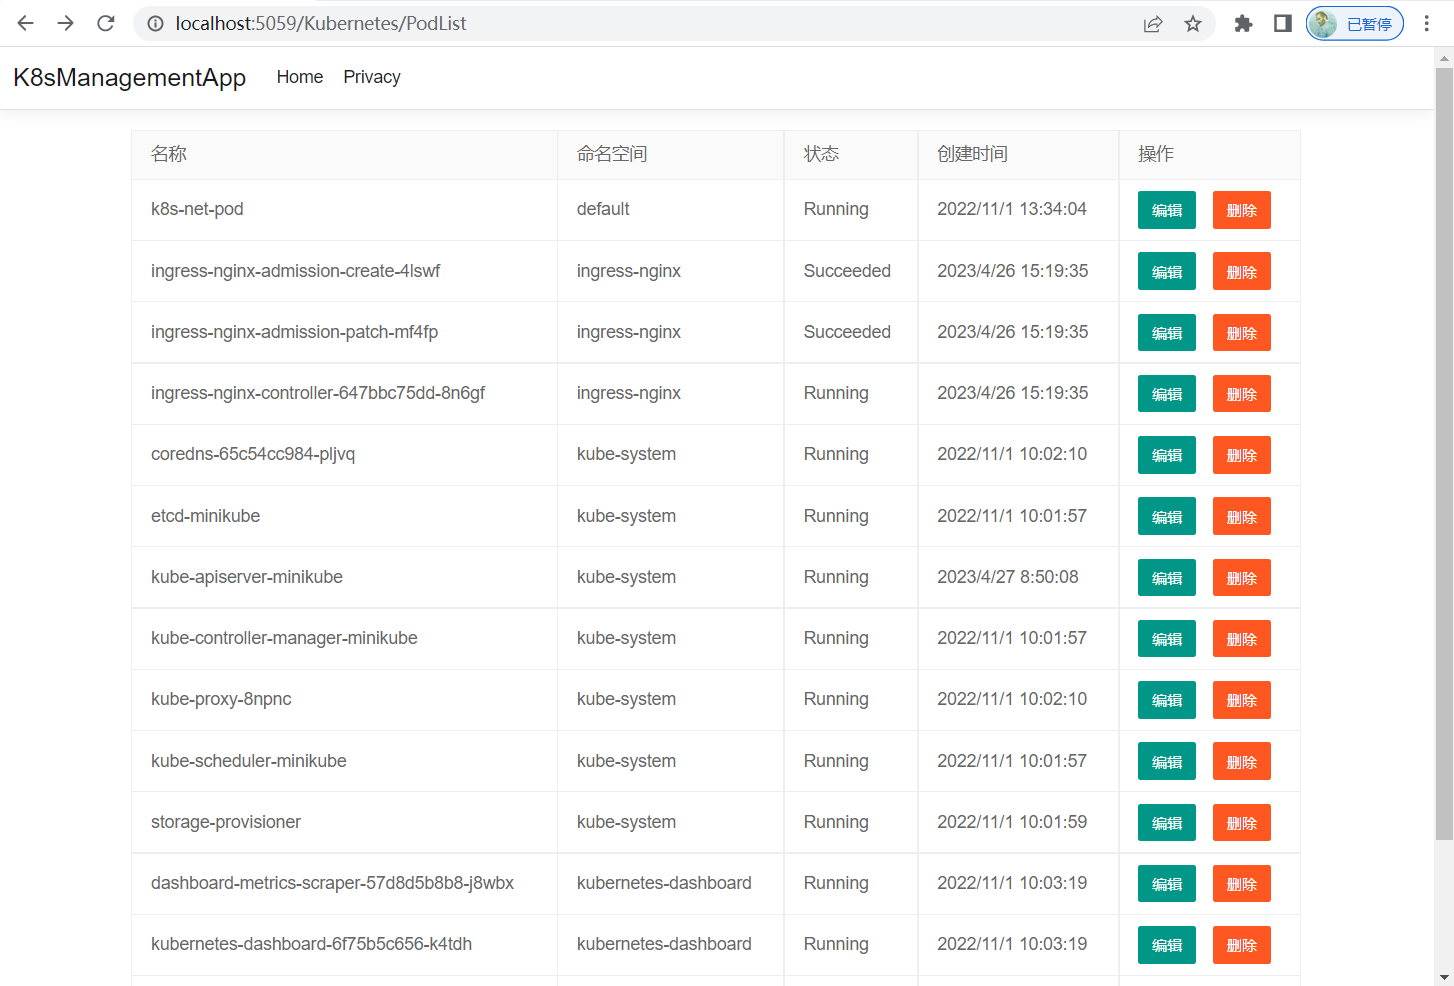 localhost:5059/Kubernetes/PodList 已暂停
K8sManagementApp Home Privacy
名称 命名空间 状态 创建时间 操作
k8s-net-pod default Running 2022/11/1 13:34:04 编辑 删除
ingress-nginx-admission-create-4lswf ingress-nginx Succeeded 2023/4/26 15:19:35 编辑 删除
ingress-nginx-admission-patch-mf4fp ingress-nginx Succeeded 2023/4/26 15:19:35 编辑 删除
ingress-nginx-controller-647bbc75dd-8n6gf ingress-nginx Running 2023/4/26 15:19:35 编辑 删除
coredns-65c54cc984-pljvq kube-system Running 2022/11/1 10:02:10 编辑 删除
etcd-minikube kube-system Running 2022/11/1 10:01:57 编辑 删除
kube-apiserver-minikube kube-system Running 2023/4/27 8:50:08 编辑 删除
kube-controller-manager-minikube kube-system Running 2022/11/1 10:01:57 编辑 删除
kube-proxy-8npnc kube-system Running 2022/11/1 10:02:10 编辑 删除
kube-scheduler-minikube kube-system Running 2022/11/1 10:01:57 编辑 删除
storage-provisioner kube-system Running 2022/11/1 10:01:59 编辑 删除
dashboard-metrics-scraper-57d8d5b8b8-j8wbx kubernetes-dashboard Running 2022/11/1 10:03:19 编辑 删除
kubernetes-dashboard-6f75b5c656-k4tdh kubernetes-dashboard Running 2022/11/1 10:03:19 编辑 删除